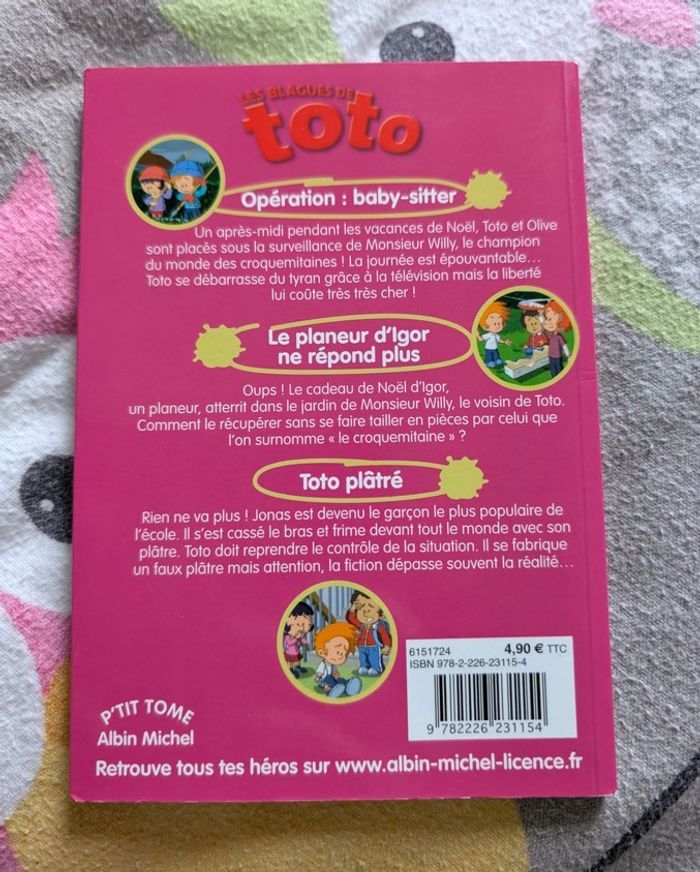 LES BLAGUES DE
toto
Opération : baby-sitter
Un après-midi pendant les vacances de Noël, Toto et Olive
sont placés sous la surveillance de Monsieur Willy, le champion
du monde des croquemitaines ! La journée est épouvantable...
Toto se débarrasse du tyran grâce à la télévision mais la liberté
lui coûte très très cher !
Le planeur d'Igor
ne répond plus
Oups ! Le cadeau de Noël d'Igor,
un planeur, atterrit dans le jardin de Monsieur Willy, le voisin de Toto.
Comment le récupérer sans se faire tailler en pièces par celui que
l'on surnomme « le croquemitaine » ?
Toto plâtré
Rien ne va plus ! Jonas est devenu le garçon le plus populaire de
l'école. Il s'est cassé le bras et frime devant tout le monde avec son
plâtre. Toto doit reprendre le contrôle de la situation. Il se fabrique
un faux plâtre mais attention, la fiction dépasse souvent la réalité...
6151724 4,90 € TTC
ISBN 978-2-226-23115-4
9 782226 231154
P'TIT TOME
Albin Michel
Retrouve tous tes héros sur www.albin-michel-licence.fr